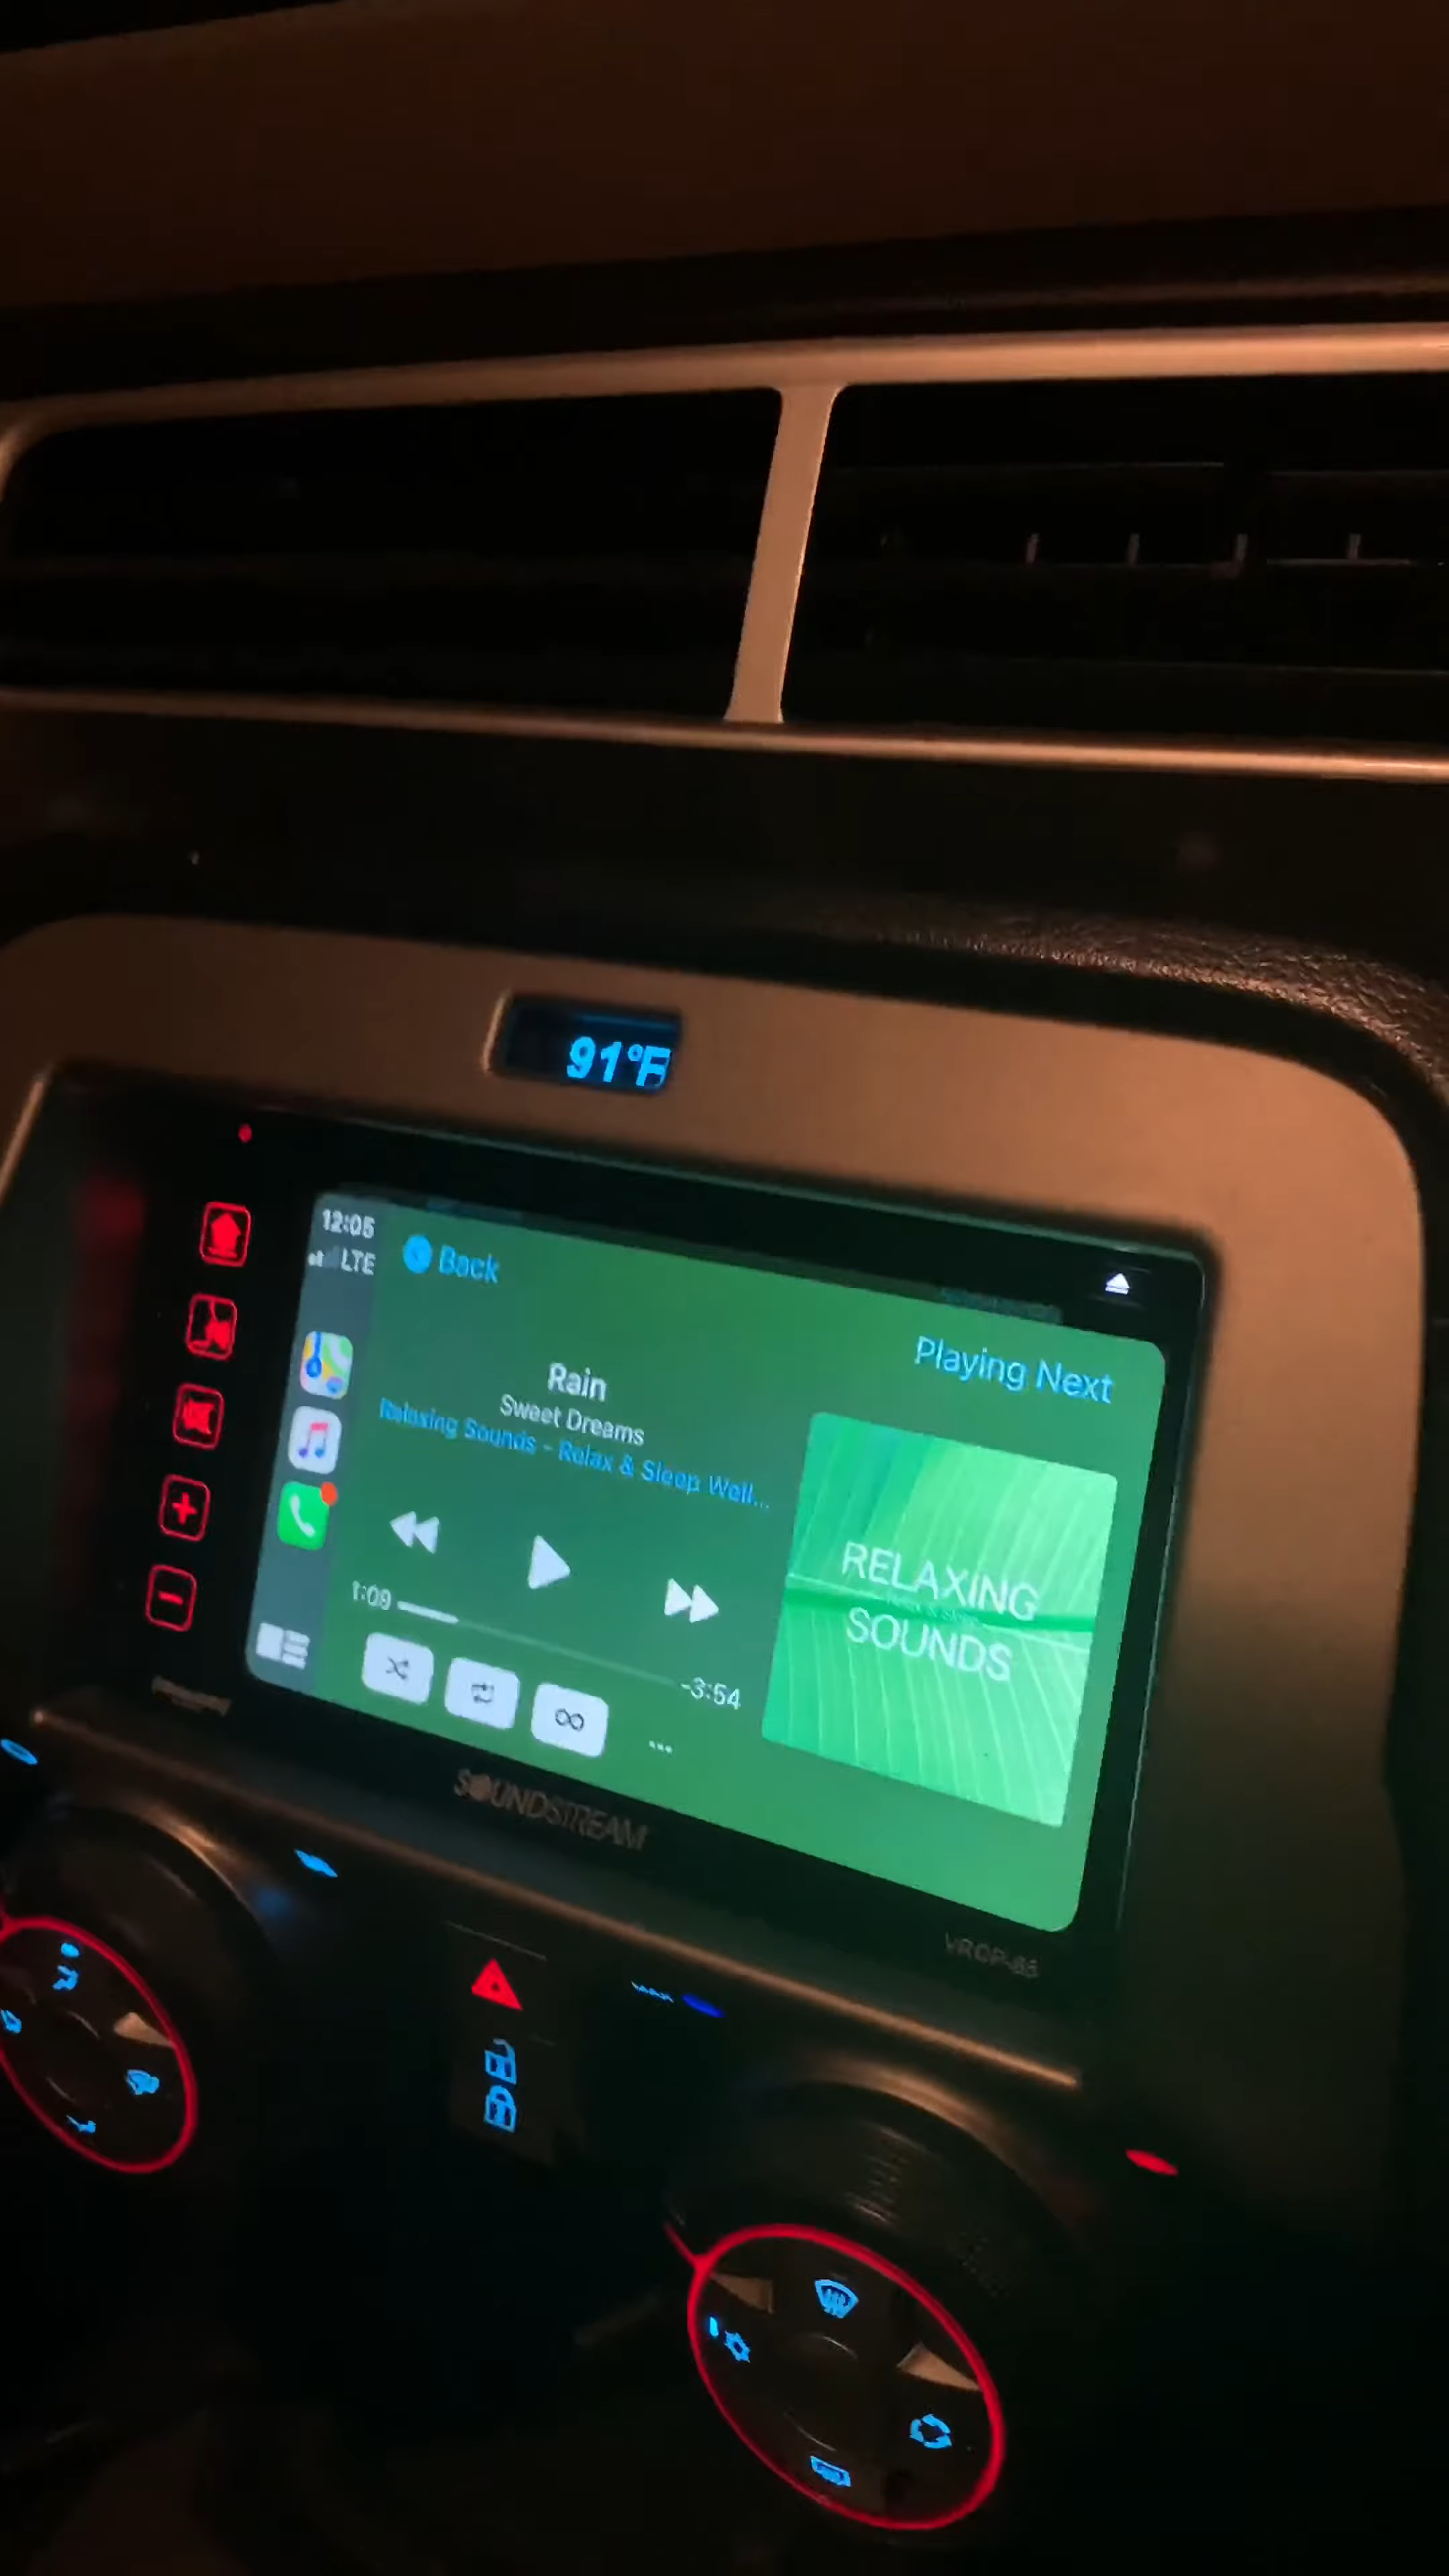 91°F
12:05
LTE
Back
Playing Next
Rain
Sweet Dreams
Relaxing Sounds - Relax & Sleep Well...
RELAXING
SOUNDS
1:09
-3:54
...
SOUNDSTREAM
MAX